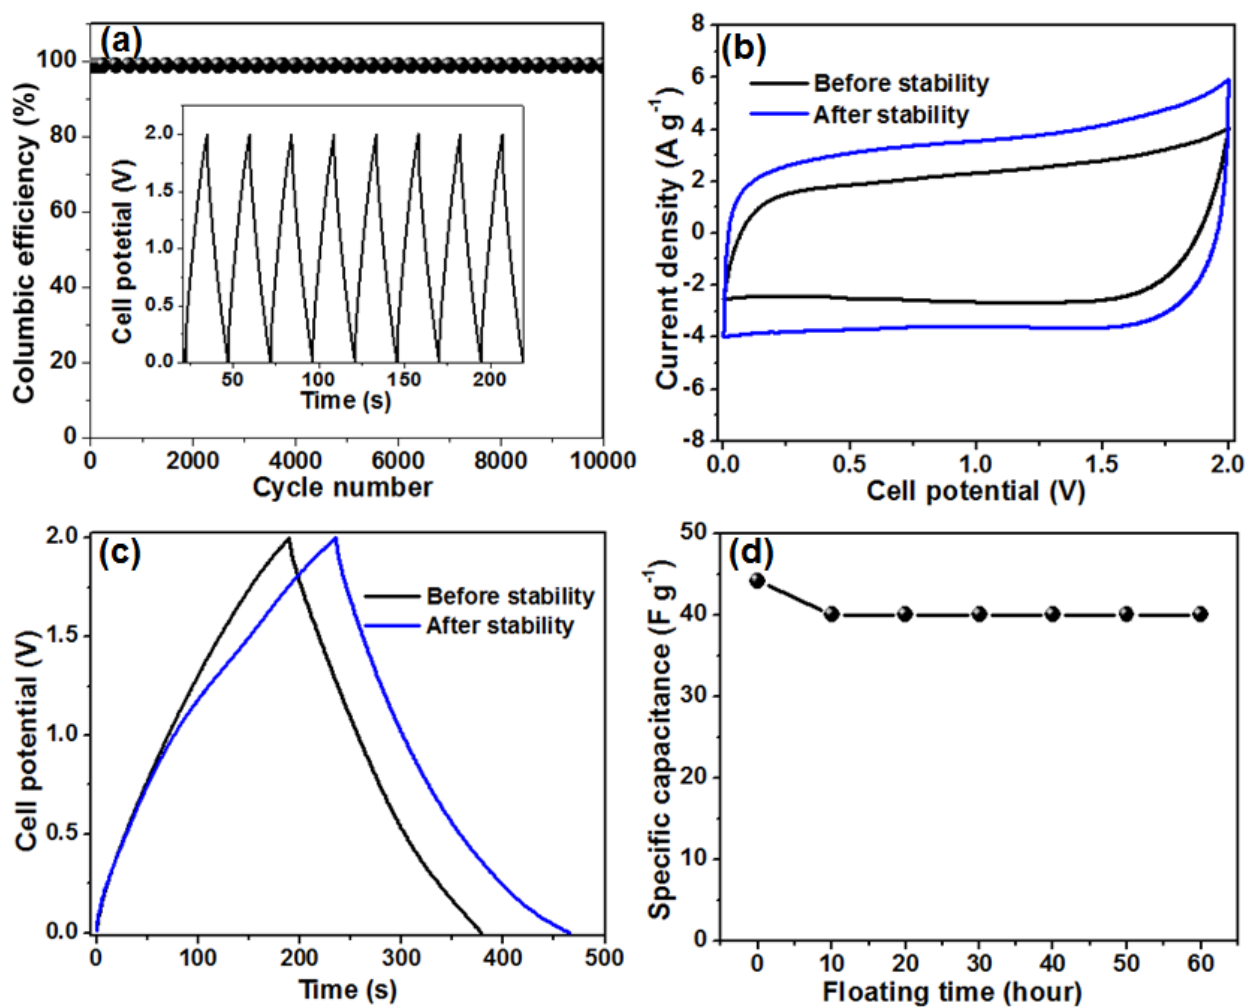 (a)
Columbic efficiency (%)
100
80
60
40
20
0
0 2000 4000 6000 8000 10000
Cycle number
Cell potetial (V)
2.0
1.5
1.0
0.5
0.0
50 100 150 200
Time (s)
(b)
Before stability
After stability
Current density (A g-1)
8
6
4
2
0
-2
-4
-6
-8
0.0 0.5 1.0 1.5 2.0
Cell potential (V)
(c)
Before stability
After stability
Cell potential (V)
2.0
1.5
1.0
0.5
0.0
0 100 200 300 400 500
Time (s)
(d)
Specific capacitance (F g-1)
50
40
30
20
10
0
0 10 20 30 40 50 60
Floating time (hour)